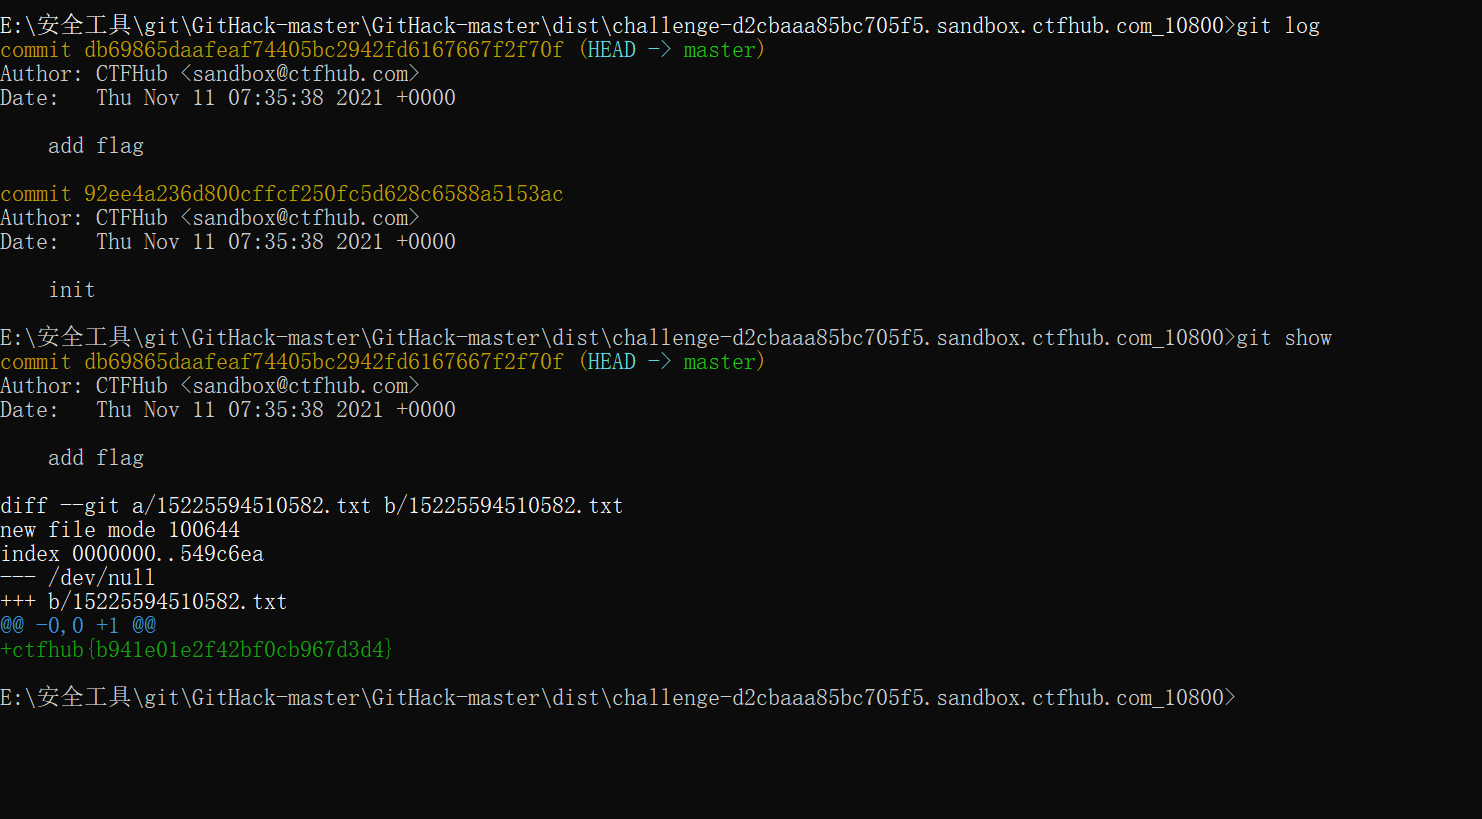 E:\安全工具\git\GitHack-master\GitHack-master\dist\challenge-d2cbaaa85bc705f5.sandbox.ctfhub.com_10800>git log
commit db69865daafeaf74405bc2942fd6167667f2f70f (HEAD -> master)
Author: CTFHub <sandbox@ctfhub.com>
Date:   Thu Nov 11 07:35:38 2021 +0000
    add flag
commit 92ee4a236d800cffcf250fc5d628c6588a5153ac
Author: CTFHub <sandbox@ctfhub.com>
Date:   Thu Nov 11 07:35:38 2021 +0000
    init
E:\安全工具\git\GitHack-master\GitHack-master\dist\challenge-d2cbaaa85bc705f5.sandbox.ctfhub.com_10800>git show
commit db69865daafeaf74405bc2942fd6167667f2f70f (HEAD -> master)
Author: CTFHub <sandbox@ctfhub.com>
Date:   Thu Nov 11 07:35:38 2021 +0000
    add flag
diff --git a/15225594510582.txt b/15225594510582.txt
new file mode 100644
index 0000000..549c6ea
--- /dev/null
+++ b/15225594510582.txt
@@ -0,0 +1 @@
+ctfhub{b941e01e2f42bf0cb967d3d4}
E:\安全工具\git\GitHack-master\GitHack-master\dist\challenge-d2cbaaa85bc705f5.sandbox.ctfhub.com_10800>